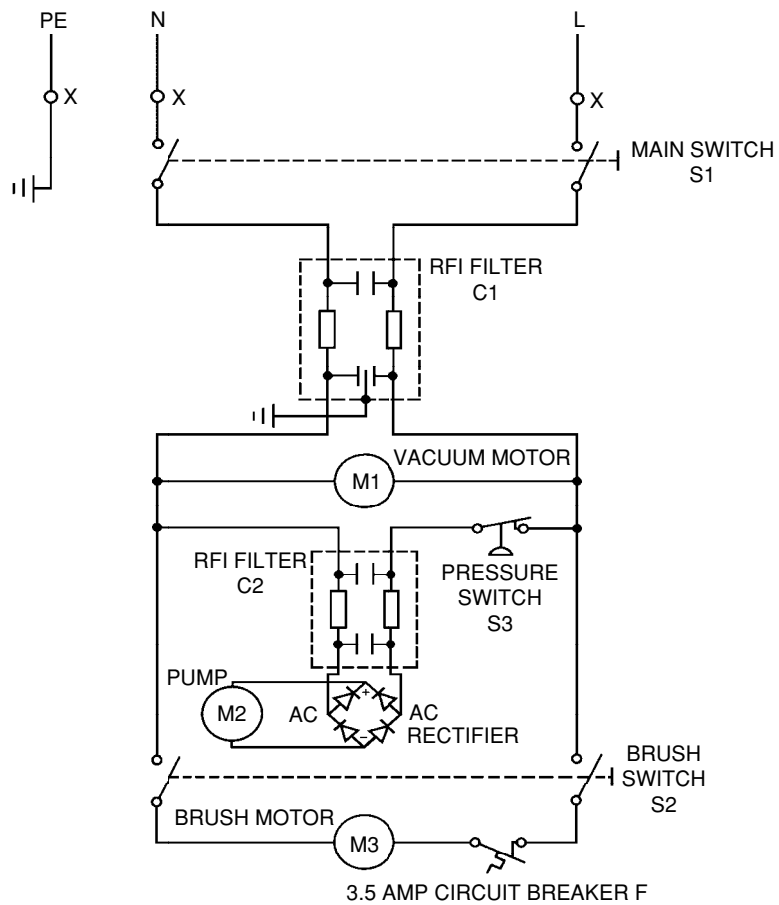 PE
N
L
X
X
X
MAIN SWITCH
S1
RFI FILTER
C1
VACUUM MOTOR
M1
RFI FILTER
C2
PRESSURE
SWITCH
S3
PUMP
M2
AC
+
−
AC
RECTIFIER
BRUSH
SWITCH
S2
BRUSH MOTOR
M3
3.5 AMP CIRCUIT BREAKER F